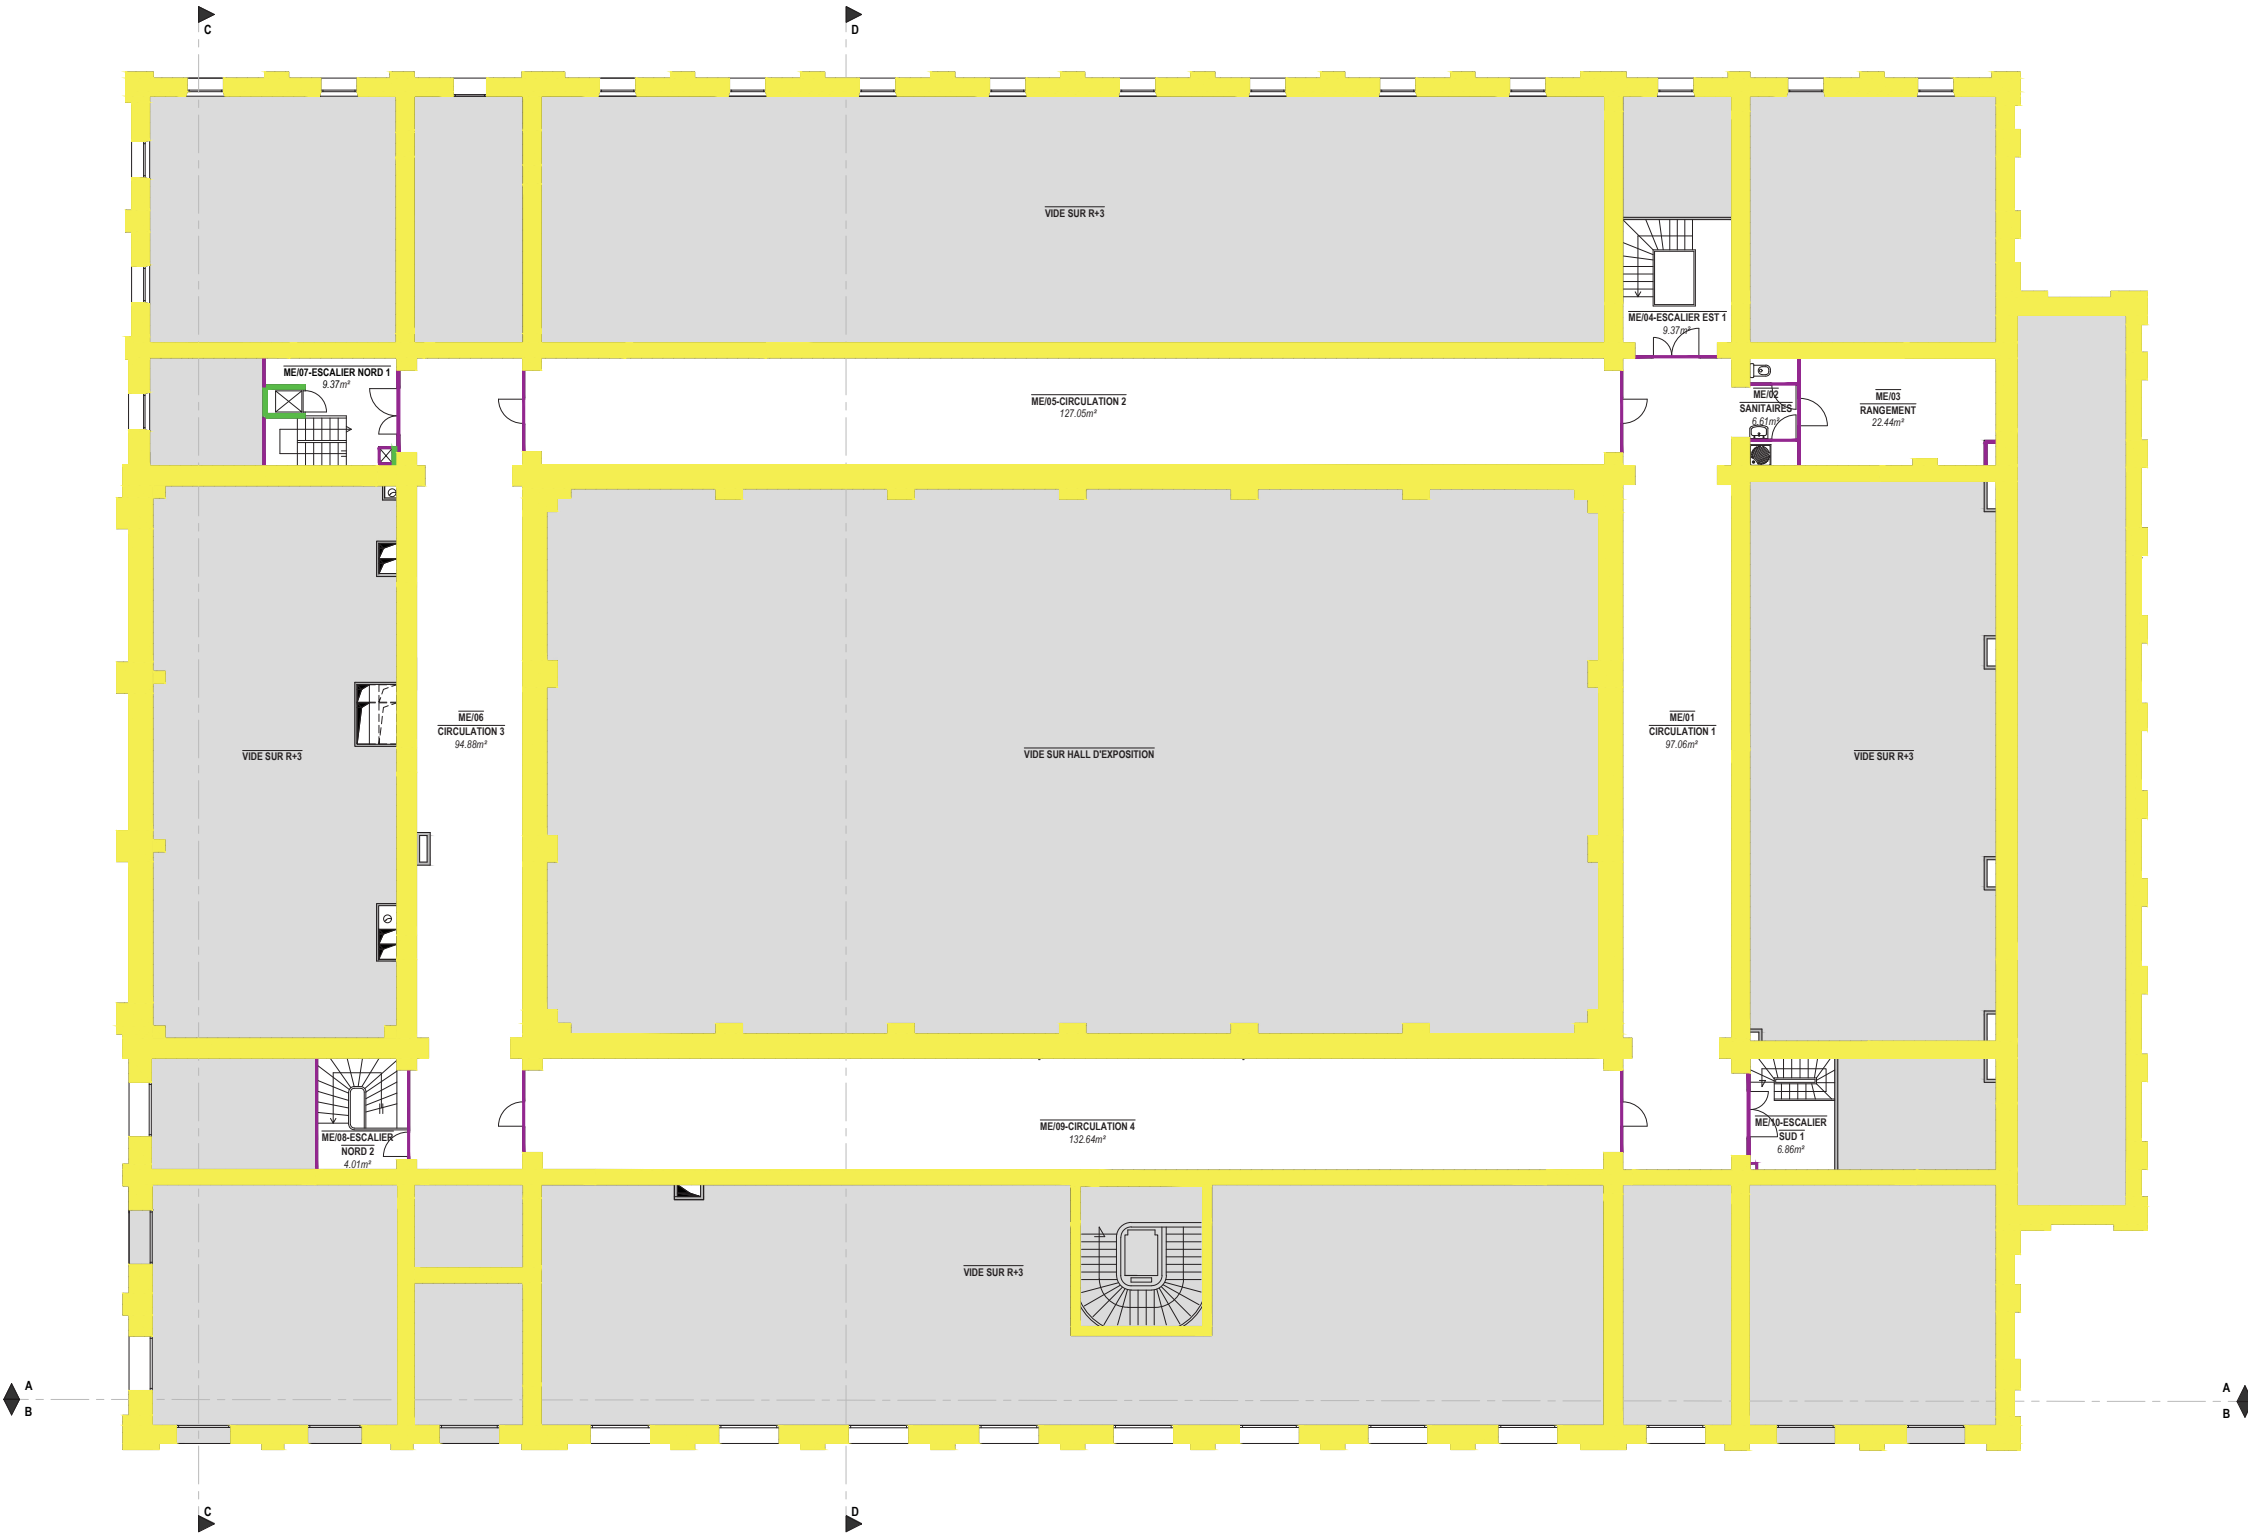 C
D
VIDE SUR R+3
ME/04-ESCALIER EST 1
9.37m²
ME/07-ESCALIER NORD 1
9.37m²
ME/05-CIRCULATION 2
127.05m²
ME/02
SANITAIRES
6.61m²
ME/03
RANGEMENT
22.44m²
ME/06
CIRCULATION 3
94.88m²
VIDE SUR R+3
VIDE SUR HALL D'EXPOSITION
ME/01
CIRCULATION 1
97.06m²
VIDE SUR R+3
ME/08-ESCALIER
NORD 2
4.01m²
ME/09-CIRCULATION 4
132.64m²
ME/10-ESCALIER
SUD 1
6.86m²
VIDE SUR R+3
A
B
A
B
C
D